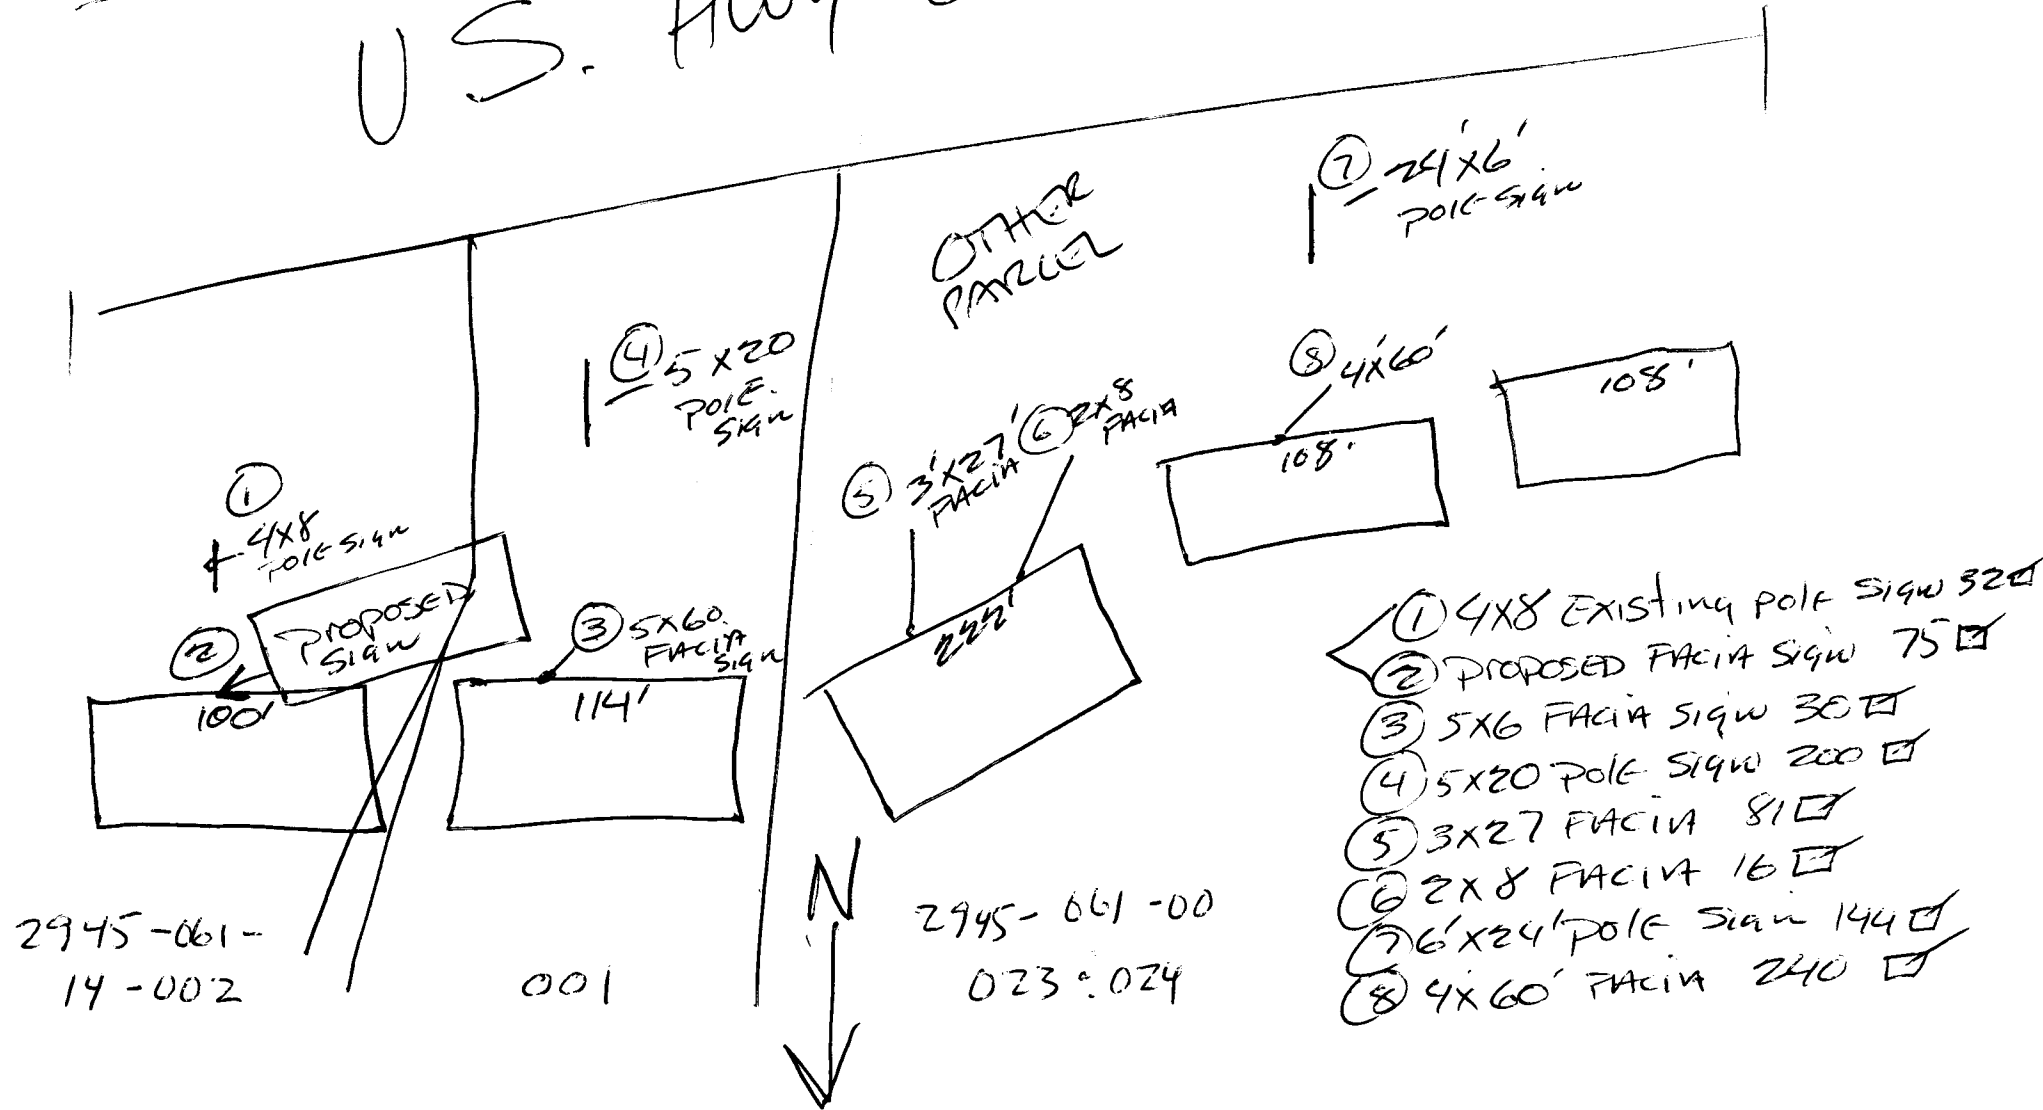 U.S. Hwy
⑦ 24'x6'
POLE SIGN
OTHER
PARCEL
④ 5x20
POLE
SIGN
⑧ 4'x60'
108'
108'
⑤ 3'x27'
FACIA
⑥ 2x8
FACIA
①
4x8
POLE SIGN
PROPOSED
SIGN
②
③ 5x60
FACIA
SIGN
222'
100'
114'
① 4x8 EXISTING POLE SIGN 32
② PROPOSED FACIA SIGN 75
③ 5x6 FACIA SIGN 30
④ 5x20 POLE SIGN 200
⑤ 3x27 FACIA 81
⑥ 2x8 FACIA 16
⑦ 6'x24' POLE SIGN 144
⑧ 4'x60' FACIA 240
N
2945-061-
14-002
001
2945-061-00
023 : 024